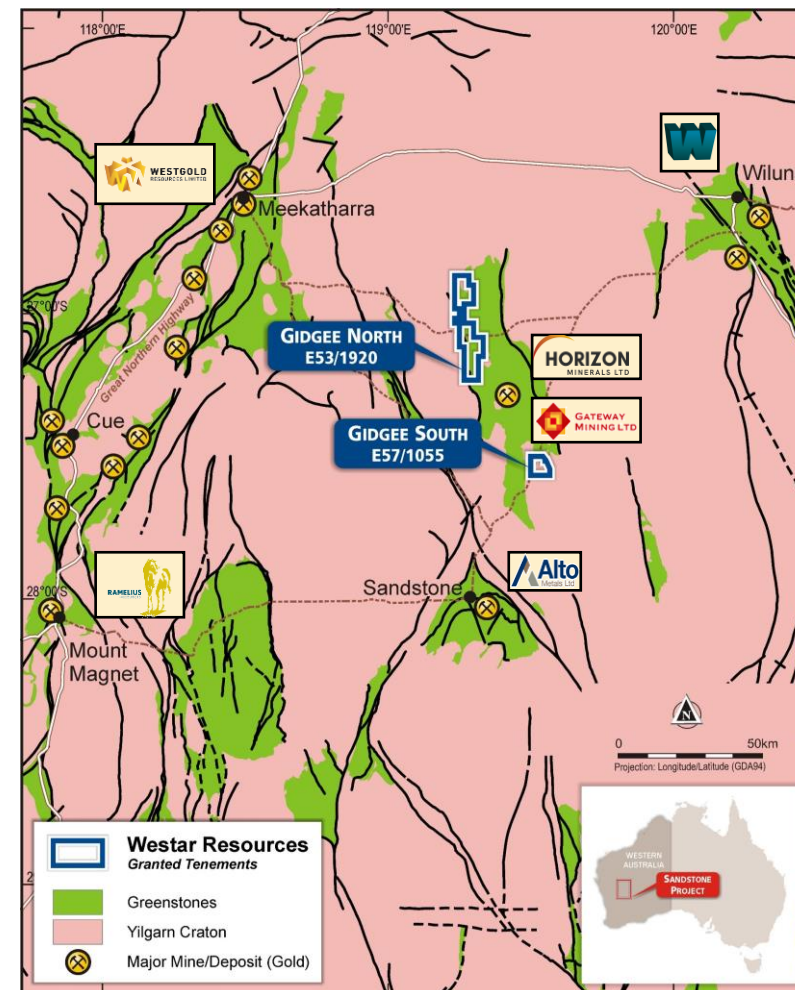 118°00'E
119°00'E
120°00'E
WESTGOLD
RESOURCES LIMITED
W
Meekatharra
Wilun
27°00'S
Great Northern Highway
GIDGEE NORTH
E53/1920
HORIZON
MINERALS LTD
GATEWAY
MINING LTD
Cue
GIDGEE SOUTH
E57/1055
Alto
Metals Ltd
RAMELIUS
28°00'S
Sandstone
Mount
Magnet
N
0 50km
Projection: Longitude/Latitude (GDA94)
Westar Resources
Granted Tenements
Greenstones
Yilgarn Craton
Major Mine/Deposit (Gold)
2
WESTERN
AUSTRALIA
SANDSTONE
PROJECT